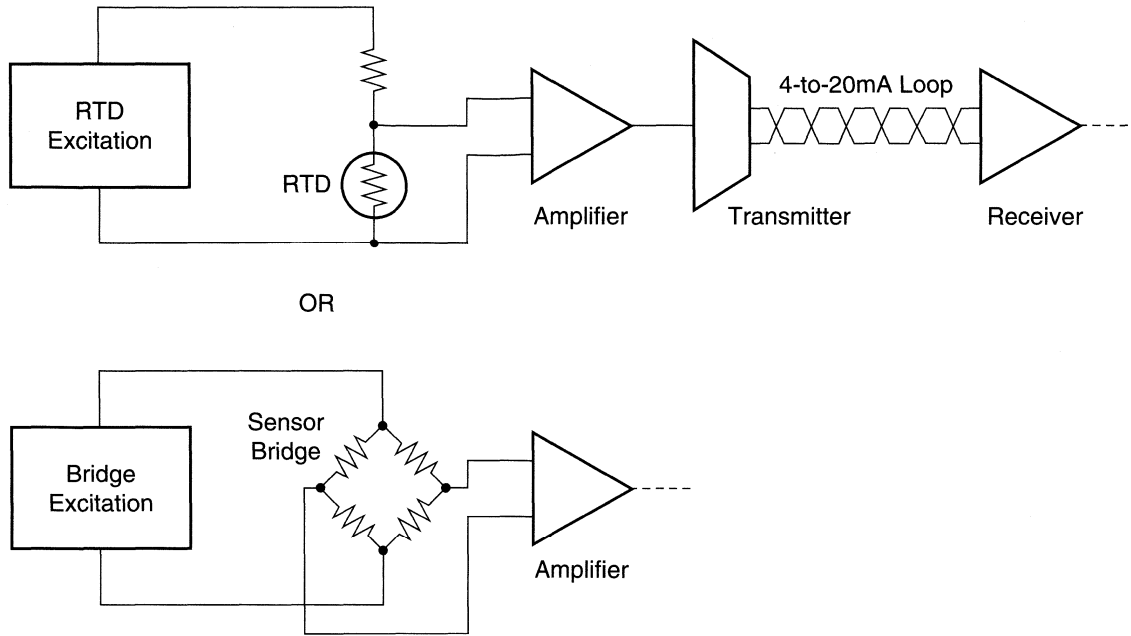 RTD
Excitation
RTD
Amplifier
4-to-20mA Loop
Transmitter
Receiver
OR
Sensor
Bridge
Bridge
Excitation
Amplifier